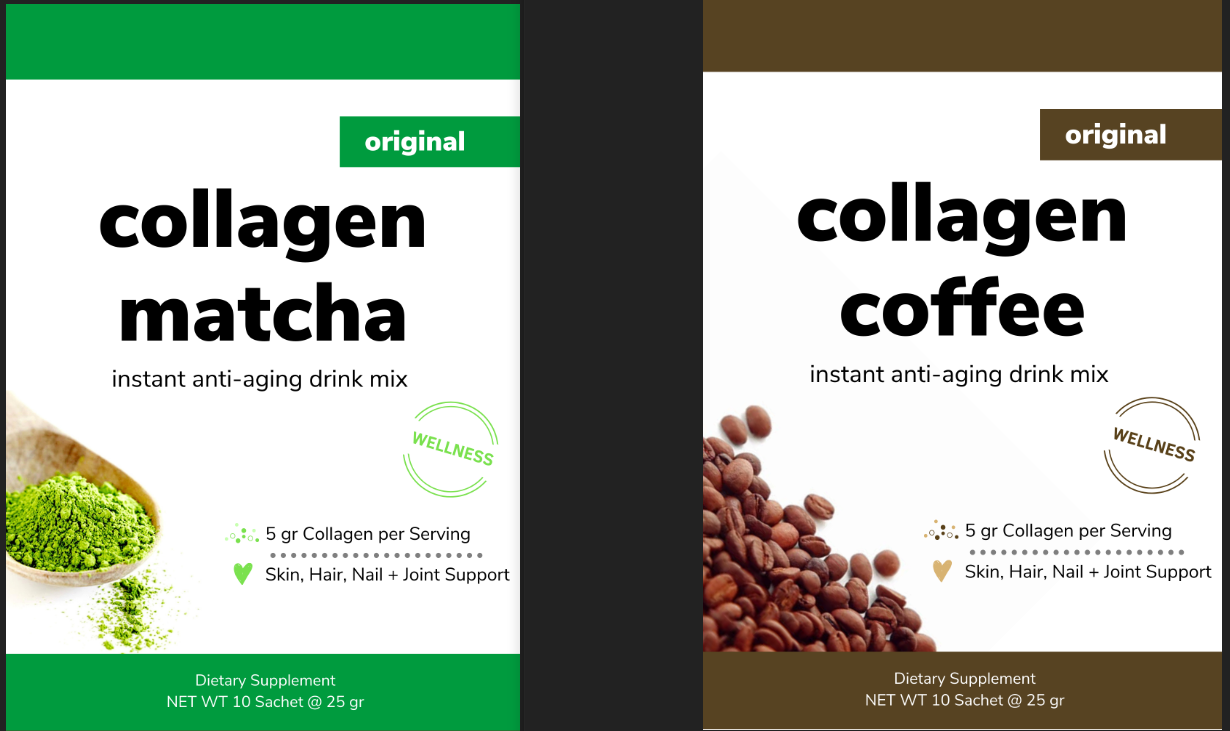 original
collagen
matcha
instant anti-aging drink mix
WELLNESS
5 gr Collagen per Serving
Skin, Hair, Nail + Joint Support
Dietary Supplement
NET WT 10 Sachet @ 25 gr
original
collagen
coffee
instant anti-aging drink mix
WELLNESS
5 gr Collagen per Serving
Skin, Hair, Nail + Joint Support
Dietary Supplement
NET WT 10 Sachet @ 25 gr